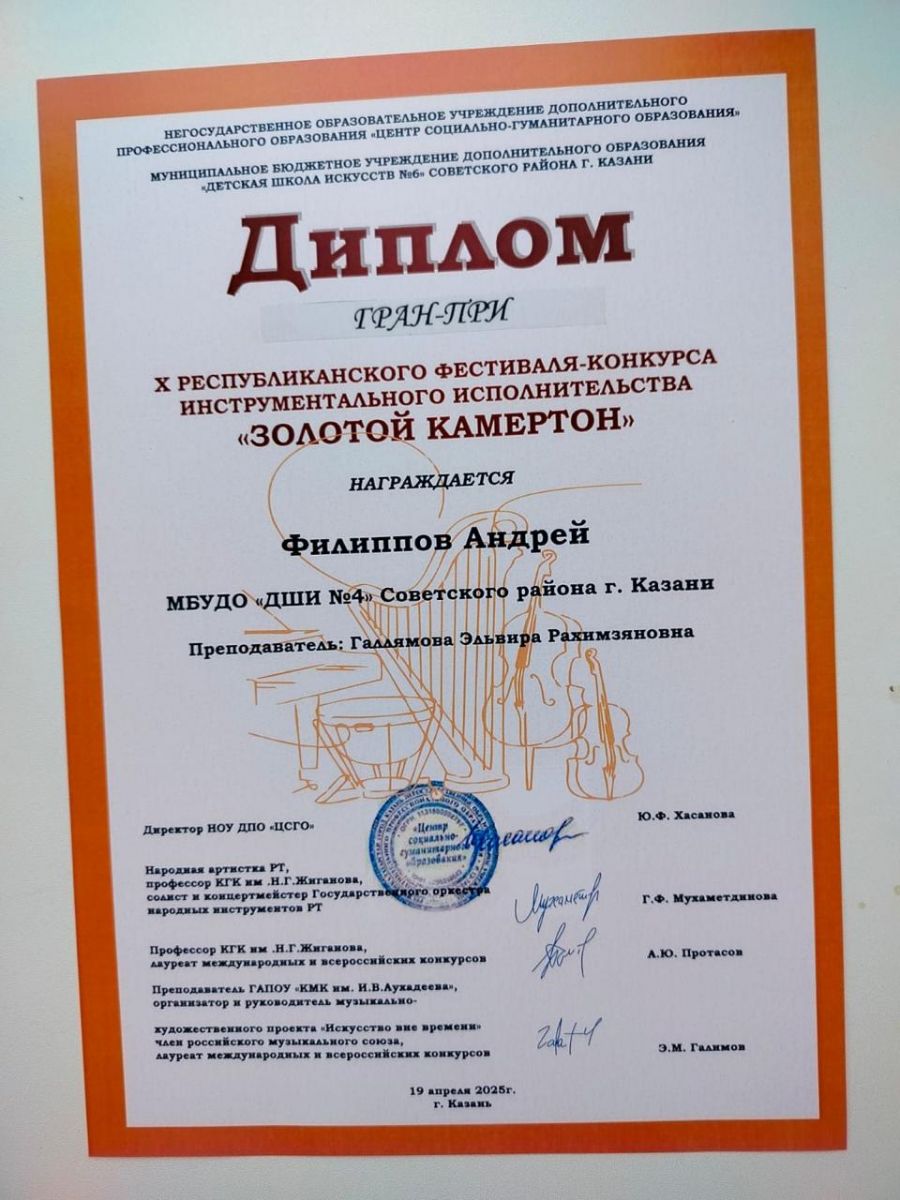 НЕГОСУДАРСТВЕННОЕ ОБРАЗОВАТЕЛЬНОЕ УЧРЕЖДЕНИЕ ДОПОЛНИТЕЛЬНОГО
ПРОФЕССИОНАЛЬНОГО ОБРАЗОВАНИЯ «ЦЕНТР СОЦИАЛЬНО-ГУМАНИТАРНОГО ОБРАЗОВАНИЯ»
МУНИЦИПАЛЬНОЕ БЮДЖЕТНОЕ УЧРЕЖДЕНИЕ ДОПОЛНИТЕЛЬНОГО ОБРАЗОВАНИЯ
«ДЕТСКАЯ ШКОЛА ИСКУССТВ №6» СОВЕТСКОГО РАЙОНА Г. КАЗАНИ
Диплом
ГРАН-ПРИ
X РЕСПУБЛИКАНСКОГО ФЕСТИВАЛЯ-КОНКУРСА
ИНСТРУМЕНТАЛЬНОГО ИСПОЛНИТЕЛЬСТВА
«ЗОЛОТОЙ КАМЕРТОН»
НАГРАЖДАЕТСЯ
Филиппов Андрей
МБУДО «ДШИ №4» Советского района г. Казани
Преподаватель: Галлямова Эльвира Рахимзяновна
Директор НОУ ДПО «ЦСГО»
Ю.Ф. Хасанова
«Центр
социально-
гуманитарного
образования»
Народная артистка РТ,
профессор КГК им .Н.Г.Жиганова,
солист и концертмейстер Государственного оркестра
народных инструментов РТ
Г.Ф. Мухаметдинова
Профессор КГК им .Н.Г.Жиганова,
лауреат международных и всероссийских конкурсов
А.Ю. Протасов
Преподаватель ГАПОУ «КМК им. И.В.Аухадеева»,
организатор и руководитель музыкально-
художественного проекта «Искусство вне времени»
член российского музыкального союза,
лауреат международных и всероссийских конкурсов
Э.М. Галимов
19 апреля 2025г.
г. Казань